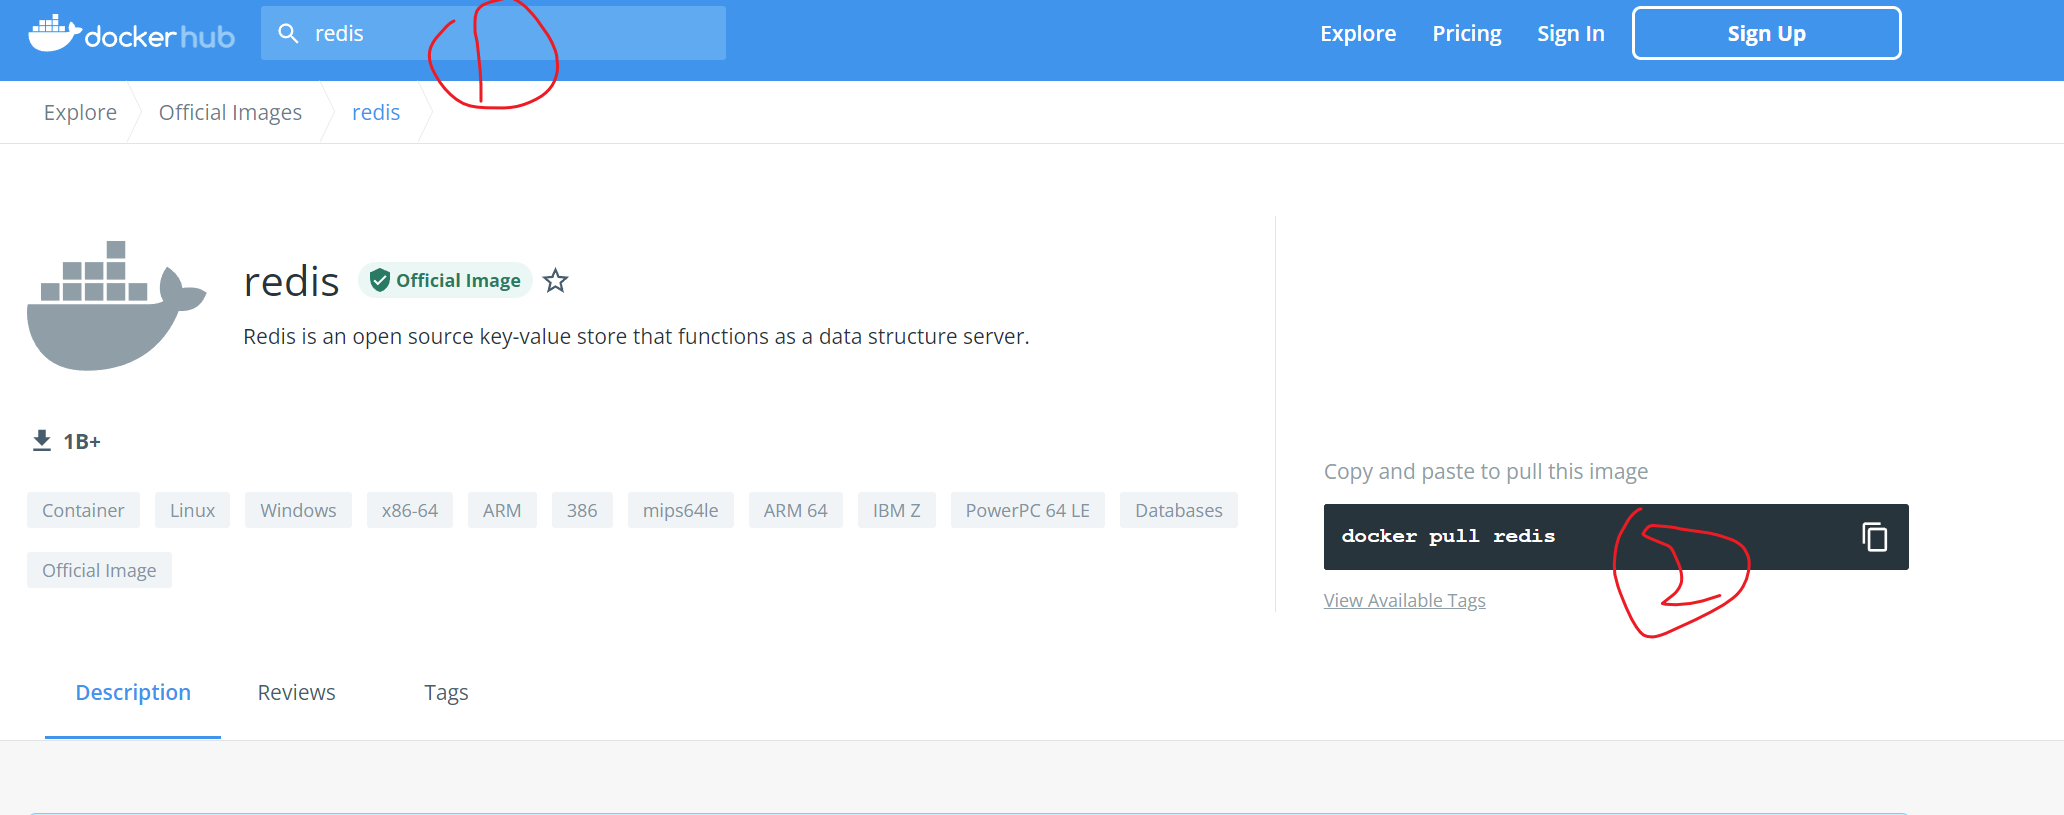 dockerhub
redis
Explore Pricing Sign In Sign Up
1
Explore Official Images redis
redis Official Image
Redis is an open source key-value store that functions as a data structure server.
1B+
Container Linux Windows x86-64 ARM 386 mips64le ARM 64 IBM Z PowerPC 64 LE Databases
Official Image
Copy and paste to pull this image
docker pull redis
2
View Available Tags
Description Reviews Tags